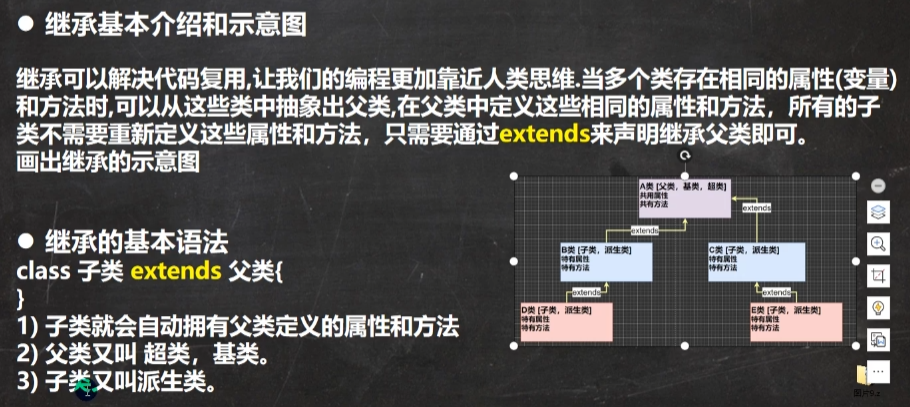 ● 继承基本介绍和示意图
继承可以解决代码复用,让我们的编程更加靠近人类思维.当多个类存在相同的属性(变量)
和方法时,可以从这些类中抽象出父类,在父类中定义这些相同的属性和方法，所有的子
类不需要重新定义这些属性和方法，只需要通过extends来声明继承父类即可。
画出继承的示意图
A类 [父类，基类，超类]
共用属性
共有方法
extends
extends
B类 [子类，派生类]
特有属性
特有方法
C类 [子类，派生类]
特有属性
特有方法
extends
extends
D类 [子类，派生类]
特有属性
特有方法
E类 [子类，派生类]
特有属性
特有方法
● 继承的基本语法
class 子类 extends 父类{
}
1) 子类就会自动拥有父类定义的属性和方法
2) 父类又叫 超类，基类。
3) 子类又叫派生类。